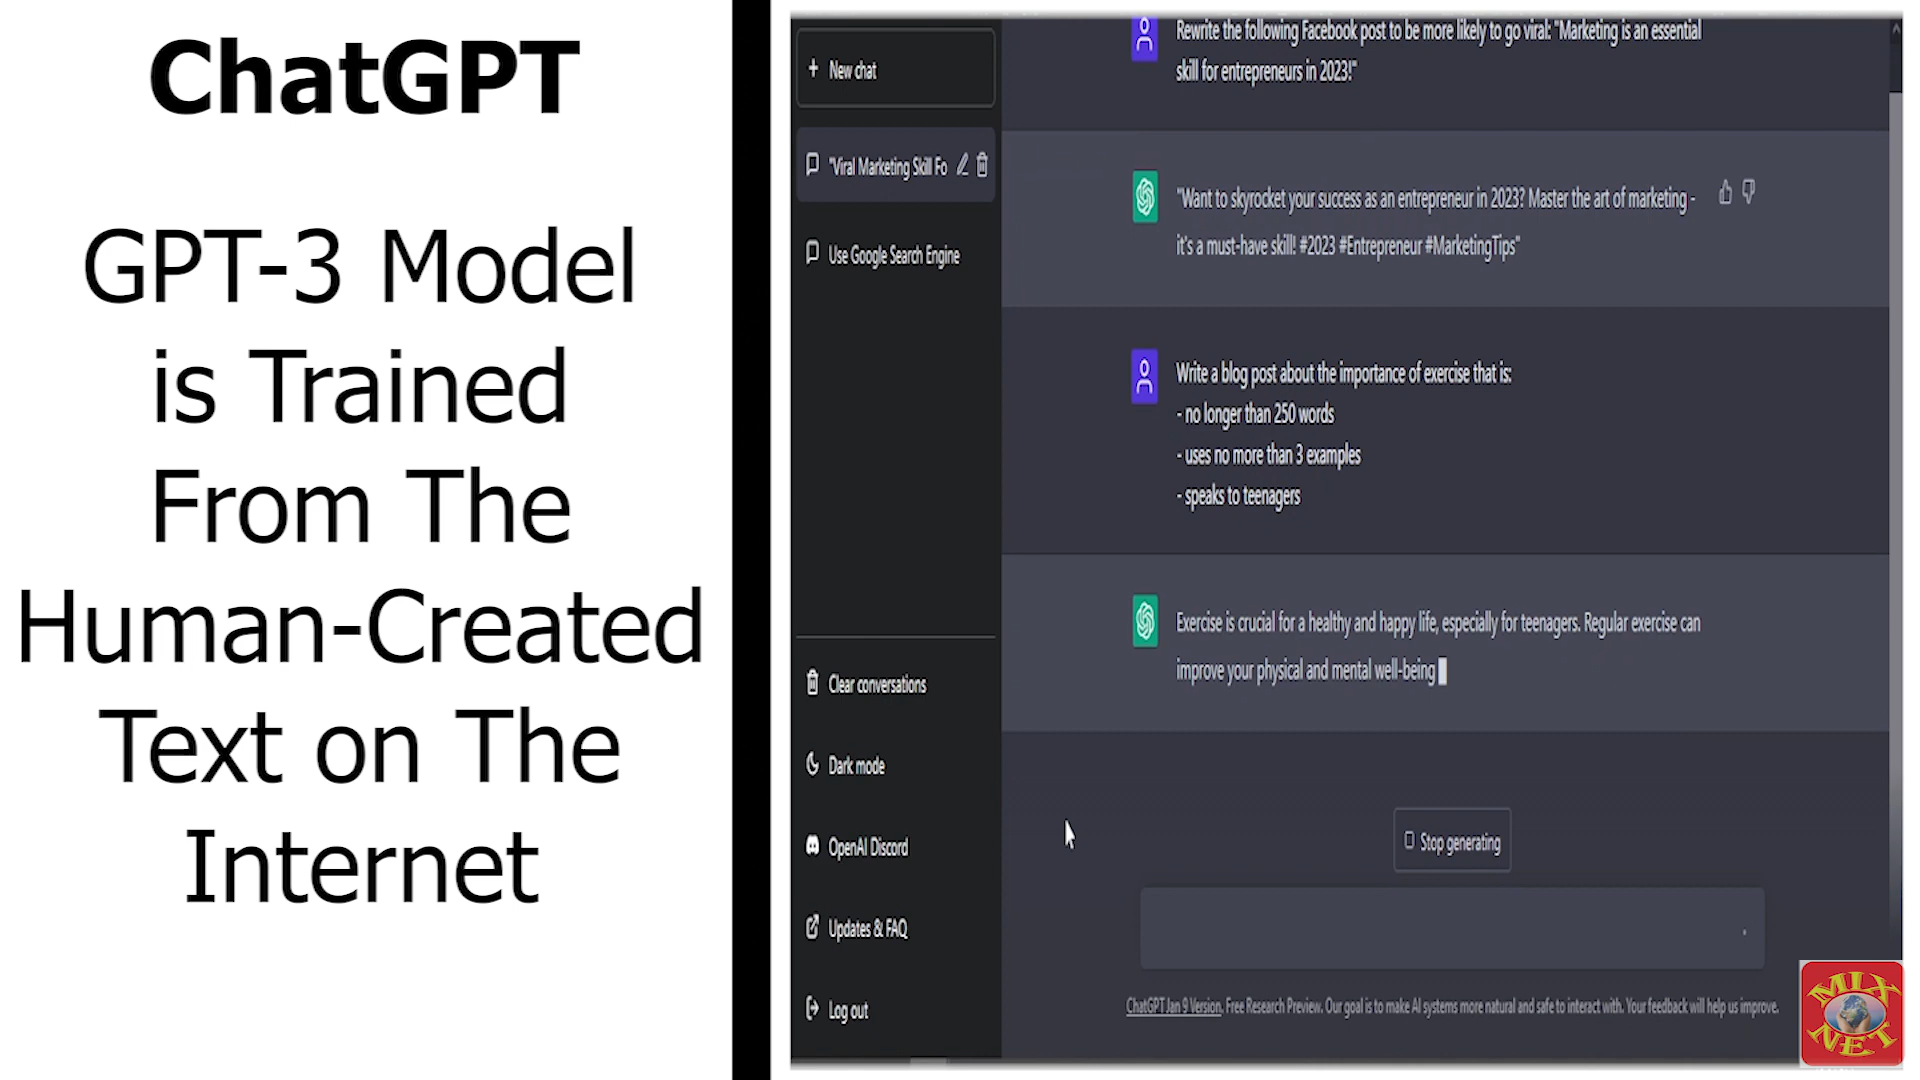 ChatGPT
GPT-3 Model
is Trained
From The
Human-Created
Text on The
Internet
New chat
"Viral Marketing Skill Fo
Use Google Search Engine
Clear conversations
Dark mode
OpenAI Discord
Updates & FAQ
Log out
Rewrite the following Facebook post to be more likely to go viral: "Marketing is an essential
skill for entrepreneurs in 2023!"
"Want to skyrocket your success as an entrepreneur in 2023? Master the art of marketing -
it's a must-have skill! #2023 #Entrepreneur #MarketingTips"
Write a blog post about the importance of exercise that is:
- no longer than 250 words
- uses no more than 3 examples
- speaks to teenagers
Exercise is crucial for a healthy and happy life, especially for teenagers. Regular exercise can
improve your physical and mental well-being
Stop generating
ChatGPT Jan 9 Version. Free Research Preview. Our goal is to make AI systems more natural and safe to interact with. Your feedback will help us improve.
MLX
NET